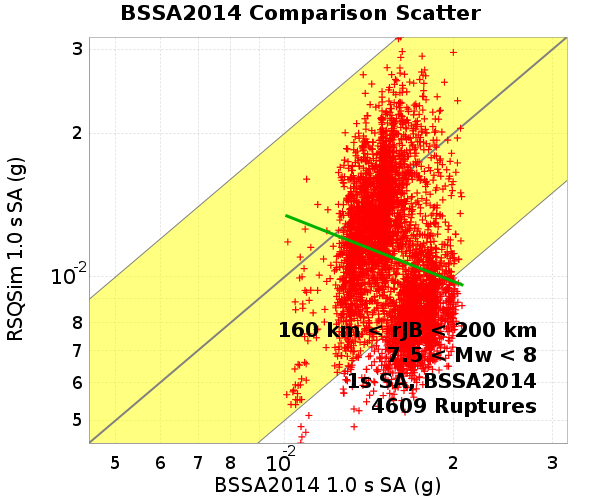 BSSA2014 Comparison Scatter
RSQSim 1.0 s SA (g)
3
2
10-2
8
7
6
5
160 km < rJB < 200 km
7.5 < Mw < 8
1s SA, BSSA2014
4609 Ruptures
5 6 7 8 10-2 2 3
BSSA2014 1.0 s SA (g)